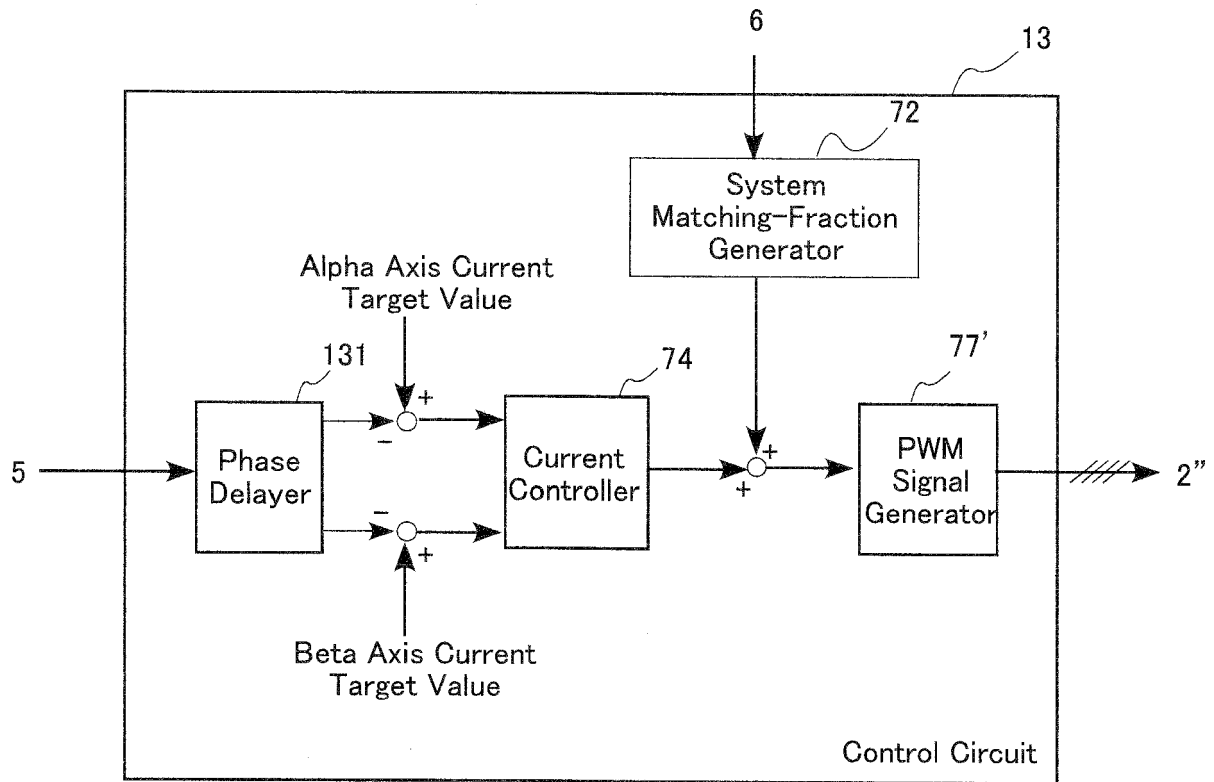 6
13
72
System
Matching-Fraction
Generator
Alpha Axis Current
Target Value
131
74
77’
+
-
+
5
Phase
Delayer
Current
Controller
+
PWM
Signal
Generator
2”
-
+
Beta Axis Current
Target Value
Control Circuit